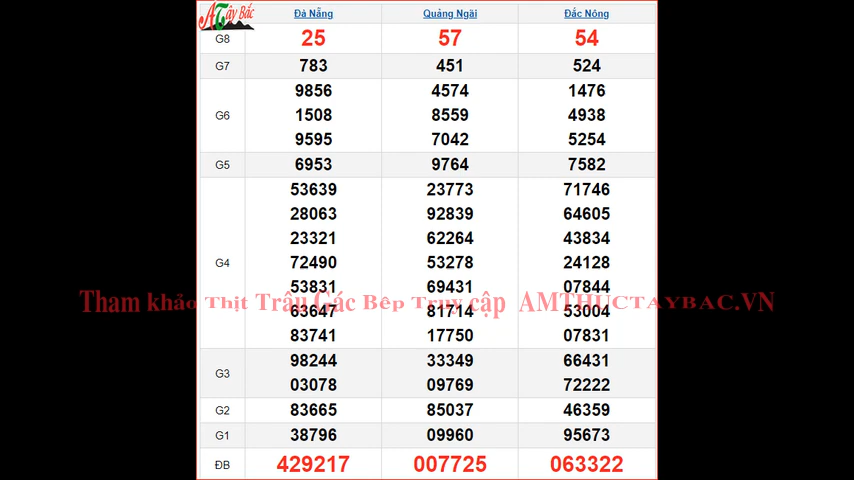 ATây Bắc
Đà Nẵng Quảng Ngãi Đắc Nông
G8 25 57 54
G7 783 451 524
9856 4574 1476
G6 1508 8559 4938
9595 7042 5254
G5 6953 9764 7582
53639 23773 71746
28063 92839 64605
23321 62264 43834
G4 72490 53278 24128
53831 69431 07844
Tham khảo Thịt Trâu Gác Bếp Truy cập AMTHUCTAYBAC.VN
63647 81714 53004
83741 17750 07831
98244 33349 66431
G3
03078 09769 72222
G2 83665 85037 46359
G1 38796 09960 95673
ĐB 429217 007725 063322